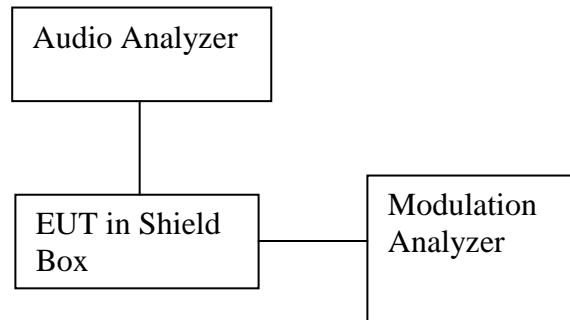 Audio Analyzer
EUT in Shield
Box
Modulation
Analyzer